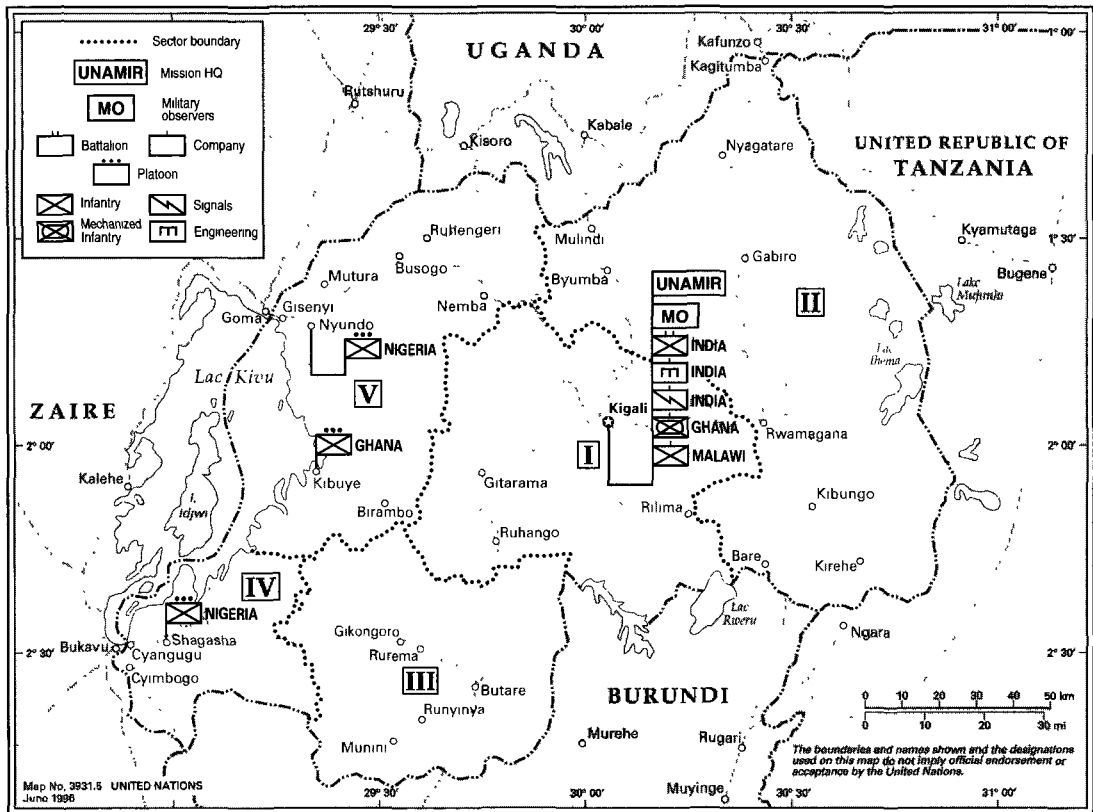 29° 30'
30° 00'
30° 30'
31° 00'
1° 00'
Sector boundary
UNAMIR Mission HQ
MO Military
observers
Battalion Company
Platoon
Infantry Signals
Mechanized
Infantry
Engineering
UGANDA
Kafunzo
Kagitumba
Rutshuru
Kisoro
Kabale
Nyagatare
UNITED REPUBLIC OF
TANZANIA
Ruhengeri
Busogo
Mulindi
Byumba
Gabiro
Kyamutaga
Bugene
1° 30'
Mutura
Nemba
Gisenyi
Goma
Nyundo
UNAMIR
MO
II
INDIA
INDIA
INDIA
GHANA
MALAWI
NIGERIA
V
Lac Kivu
ZAIRE
GHANA
Kibuye
Kigali
I
Rwamagana
2° 00'
Kalehe
I.
Idjwi
Birambo
Gitarama
Ruhango
Rilima
Kibungo
Bare
Kirehe
Lac
Rweru
Ngara
IV
NIGERIA
Shagasha
Bukavu
Cyangugu
Cyimbogo
Gikongoro
Rurema
III
Butare
Runyinya
Munini
2° 30'
BURUNDI
Murehe
Rugari
Muyinge
0 10 20 30 40 50 km
0 10 20 30 mi
The boundaries and names shown and the designations
used on this map do not imply official endorsement or
acceptance by the United Nations.
Map No. 3931.5 UNITED NATIONS
June 1996
29° 30'
30° 00'
30° 30'
31° 00'